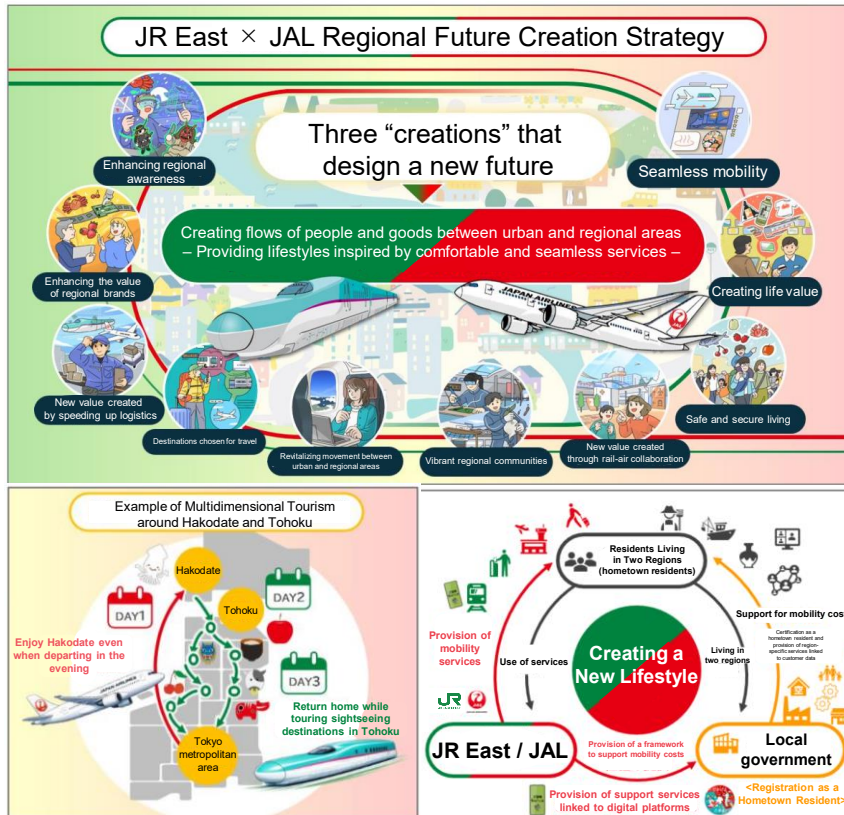 JR East × JAL Regional Future Creation Strategy
Three “creations” that
design a new future
Creating flows of people and goods between urban and regional areas
– Providing lifestyles inspired by comfortable and seamless services –
Enhancing regional
awareness
Enhancing the value
of regional brands
New value created
by speeding up logistics
Destinations chosen for travel
Revitalizing movement between
urban and regional areas
Vibrant regional communities
New value created
through rail-air collaboration
Safe and secure living
Creating life value
Seamless mobility
JAPAN AIRLINES
Example of Multidimensional Tourism
around Hakodate and Tohoku
Hakodate
DAY1
Tohoku
DAY2
Enjoy Hakodate even
when departing in the
evening
DAY3
Return home while
touring sightseeing
destinations in Tohoku
Tokyo
metropolitan
area
JAPAN AIRLINES
Residents Living
in Two Regions
(hometown residents)
Provision of
mobility
services
Use of services
Creating a
New Lifestyle
Living in
two regions
Support for mobility cost
Certification as a
hometown resident and
provision of region-
specific services linked
to customer data
JR
JR East / JAL
Provision of a framework
to support mobility costs
Local
government
Provision of support services
linked to digital platforms
<Registration as a
Hometown Resident>